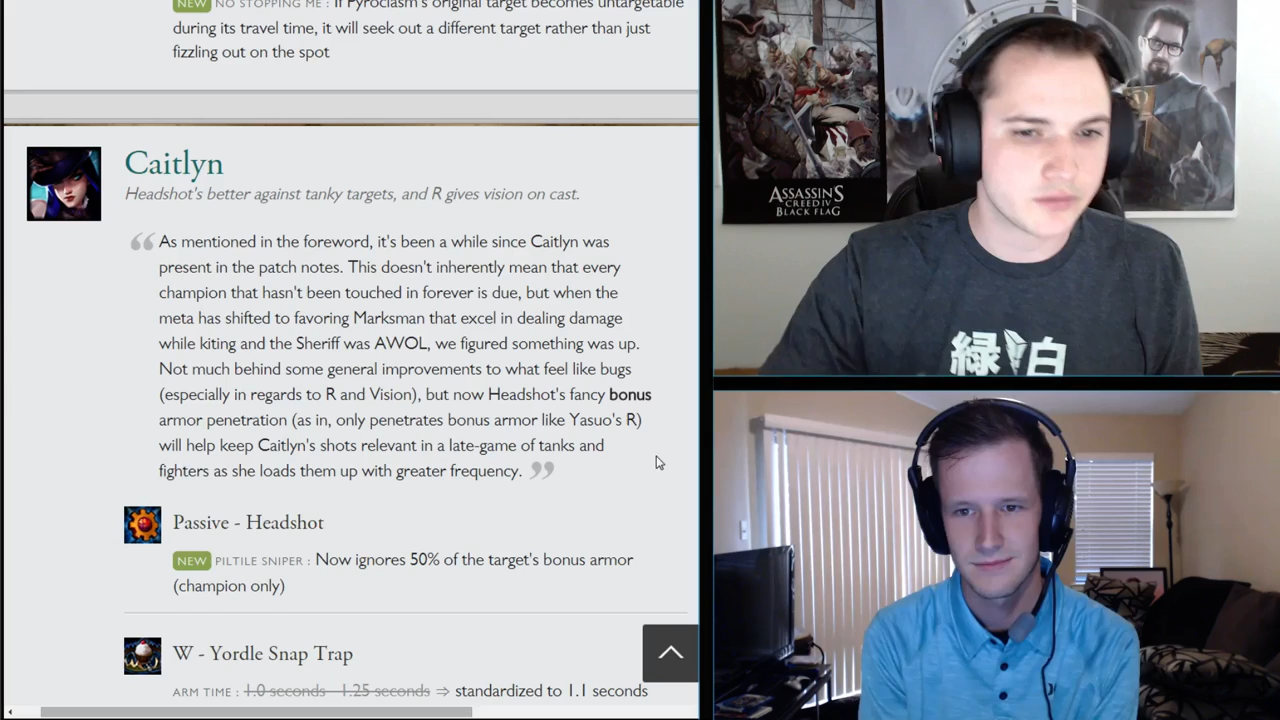 NEW NO STOPPING ME : If Pyroclasm's original target becomes untargetable
during its travel time, it will seek out a different target rather than just
fizzling out on the spot
Caitlyn
Headshot's better against tanky targets, and R gives vision on cast.
“ As mentioned in the foreword, it's been a while since Caitlyn was
present in the patch notes. This doesn't inherently mean that every
champion that hasn't been touched in forever is due, but when the
meta has shifted to favoring Marksman that excel in dealing damage
while kiting and the Sheriff was AWOL, we figured something was up.
Not much behind some general improvements to what feel like bugs
(especially in regards to R and Vision), but now Headshot's fancy bonus
armor penetration (as in, only penetrates bonus armor like Yasuo's R)
will help keep Caitlyn's shots relevant in a late-game of tanks and
fighters as she loads them up with greater frequency. ”
Passive - Headshot
NEW PILTILE SNIPER : Now ignores 50% of the target's bonus armor
(champion only)
W - Yordle Snap Trap
ARM TIME : 1.0 seconds - 1.25 seconds ⇒ standardized to 1.1 seconds
ASSASSIN'S
CREED IV
BLACK FLAG
緑 白